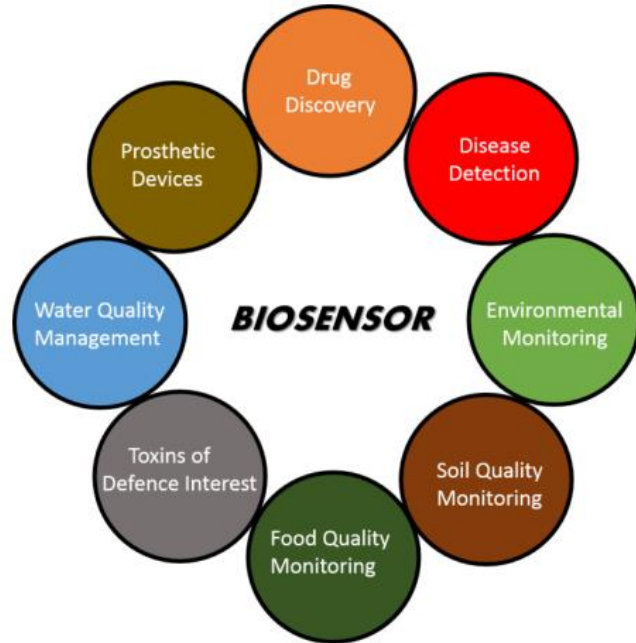 Drug
Discovery
Disease
Detection
Environmental
Monitoring
Soil Quality
Monitoring
Food Quality
Monitoring
Toxins of
Defence Interest
Water Quality
Management
Prosthetic
Devices
BIOSENSOR